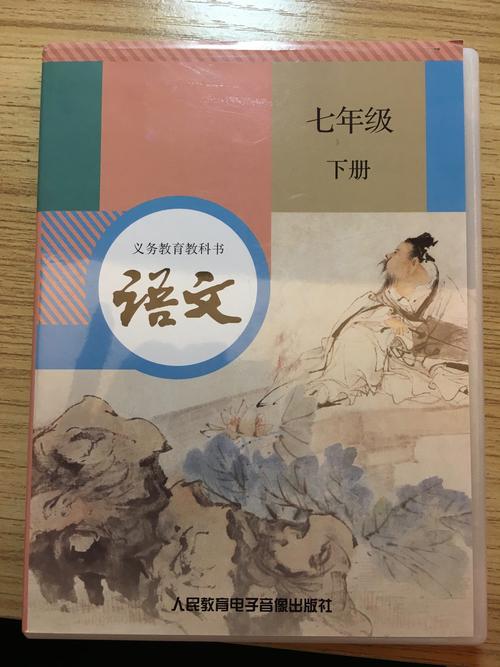 七年级
下册
义务教育教科书
语文
人民教育电子音像出版社